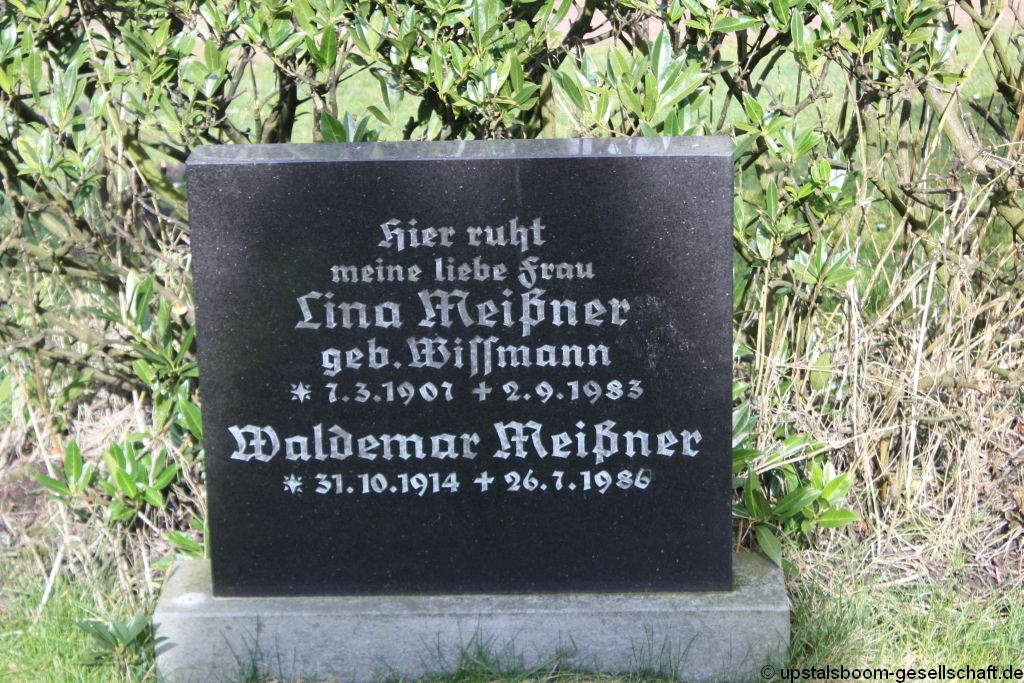 Hier ruht
meine liebe Frau
Lina Meißner
geb. Wissmann
* 7.3.1907 + 2.9.1983
Waldemar Meißner
* 31.10.1914 + 26.7.1986
© upstalsboom-gesellschaft.de